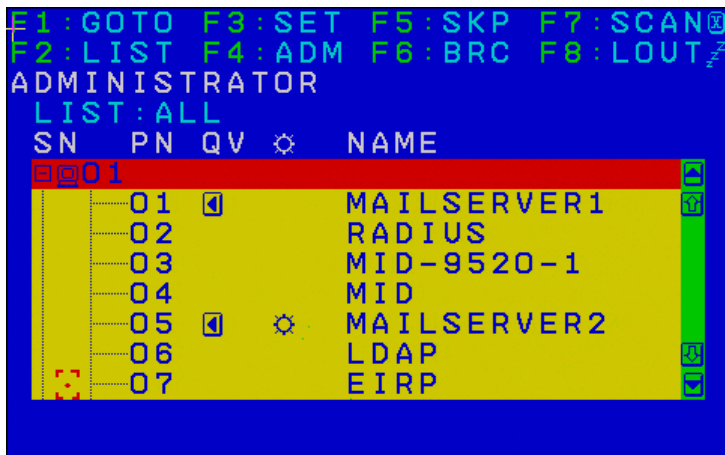 F1:GOTO F3:SET F5:SKP F7:SCAN
F2:LIST F4:ADM F6:BRC F8:LOUT zZ
ADMINISTRATOR
LIST:ALL
SN PN QV NAME
01
01 MAILSERVER1
02 RADIUS
03 MID-9520-1
04 MID
05 MAILSERVER2
06 LDAP
07 EIRP